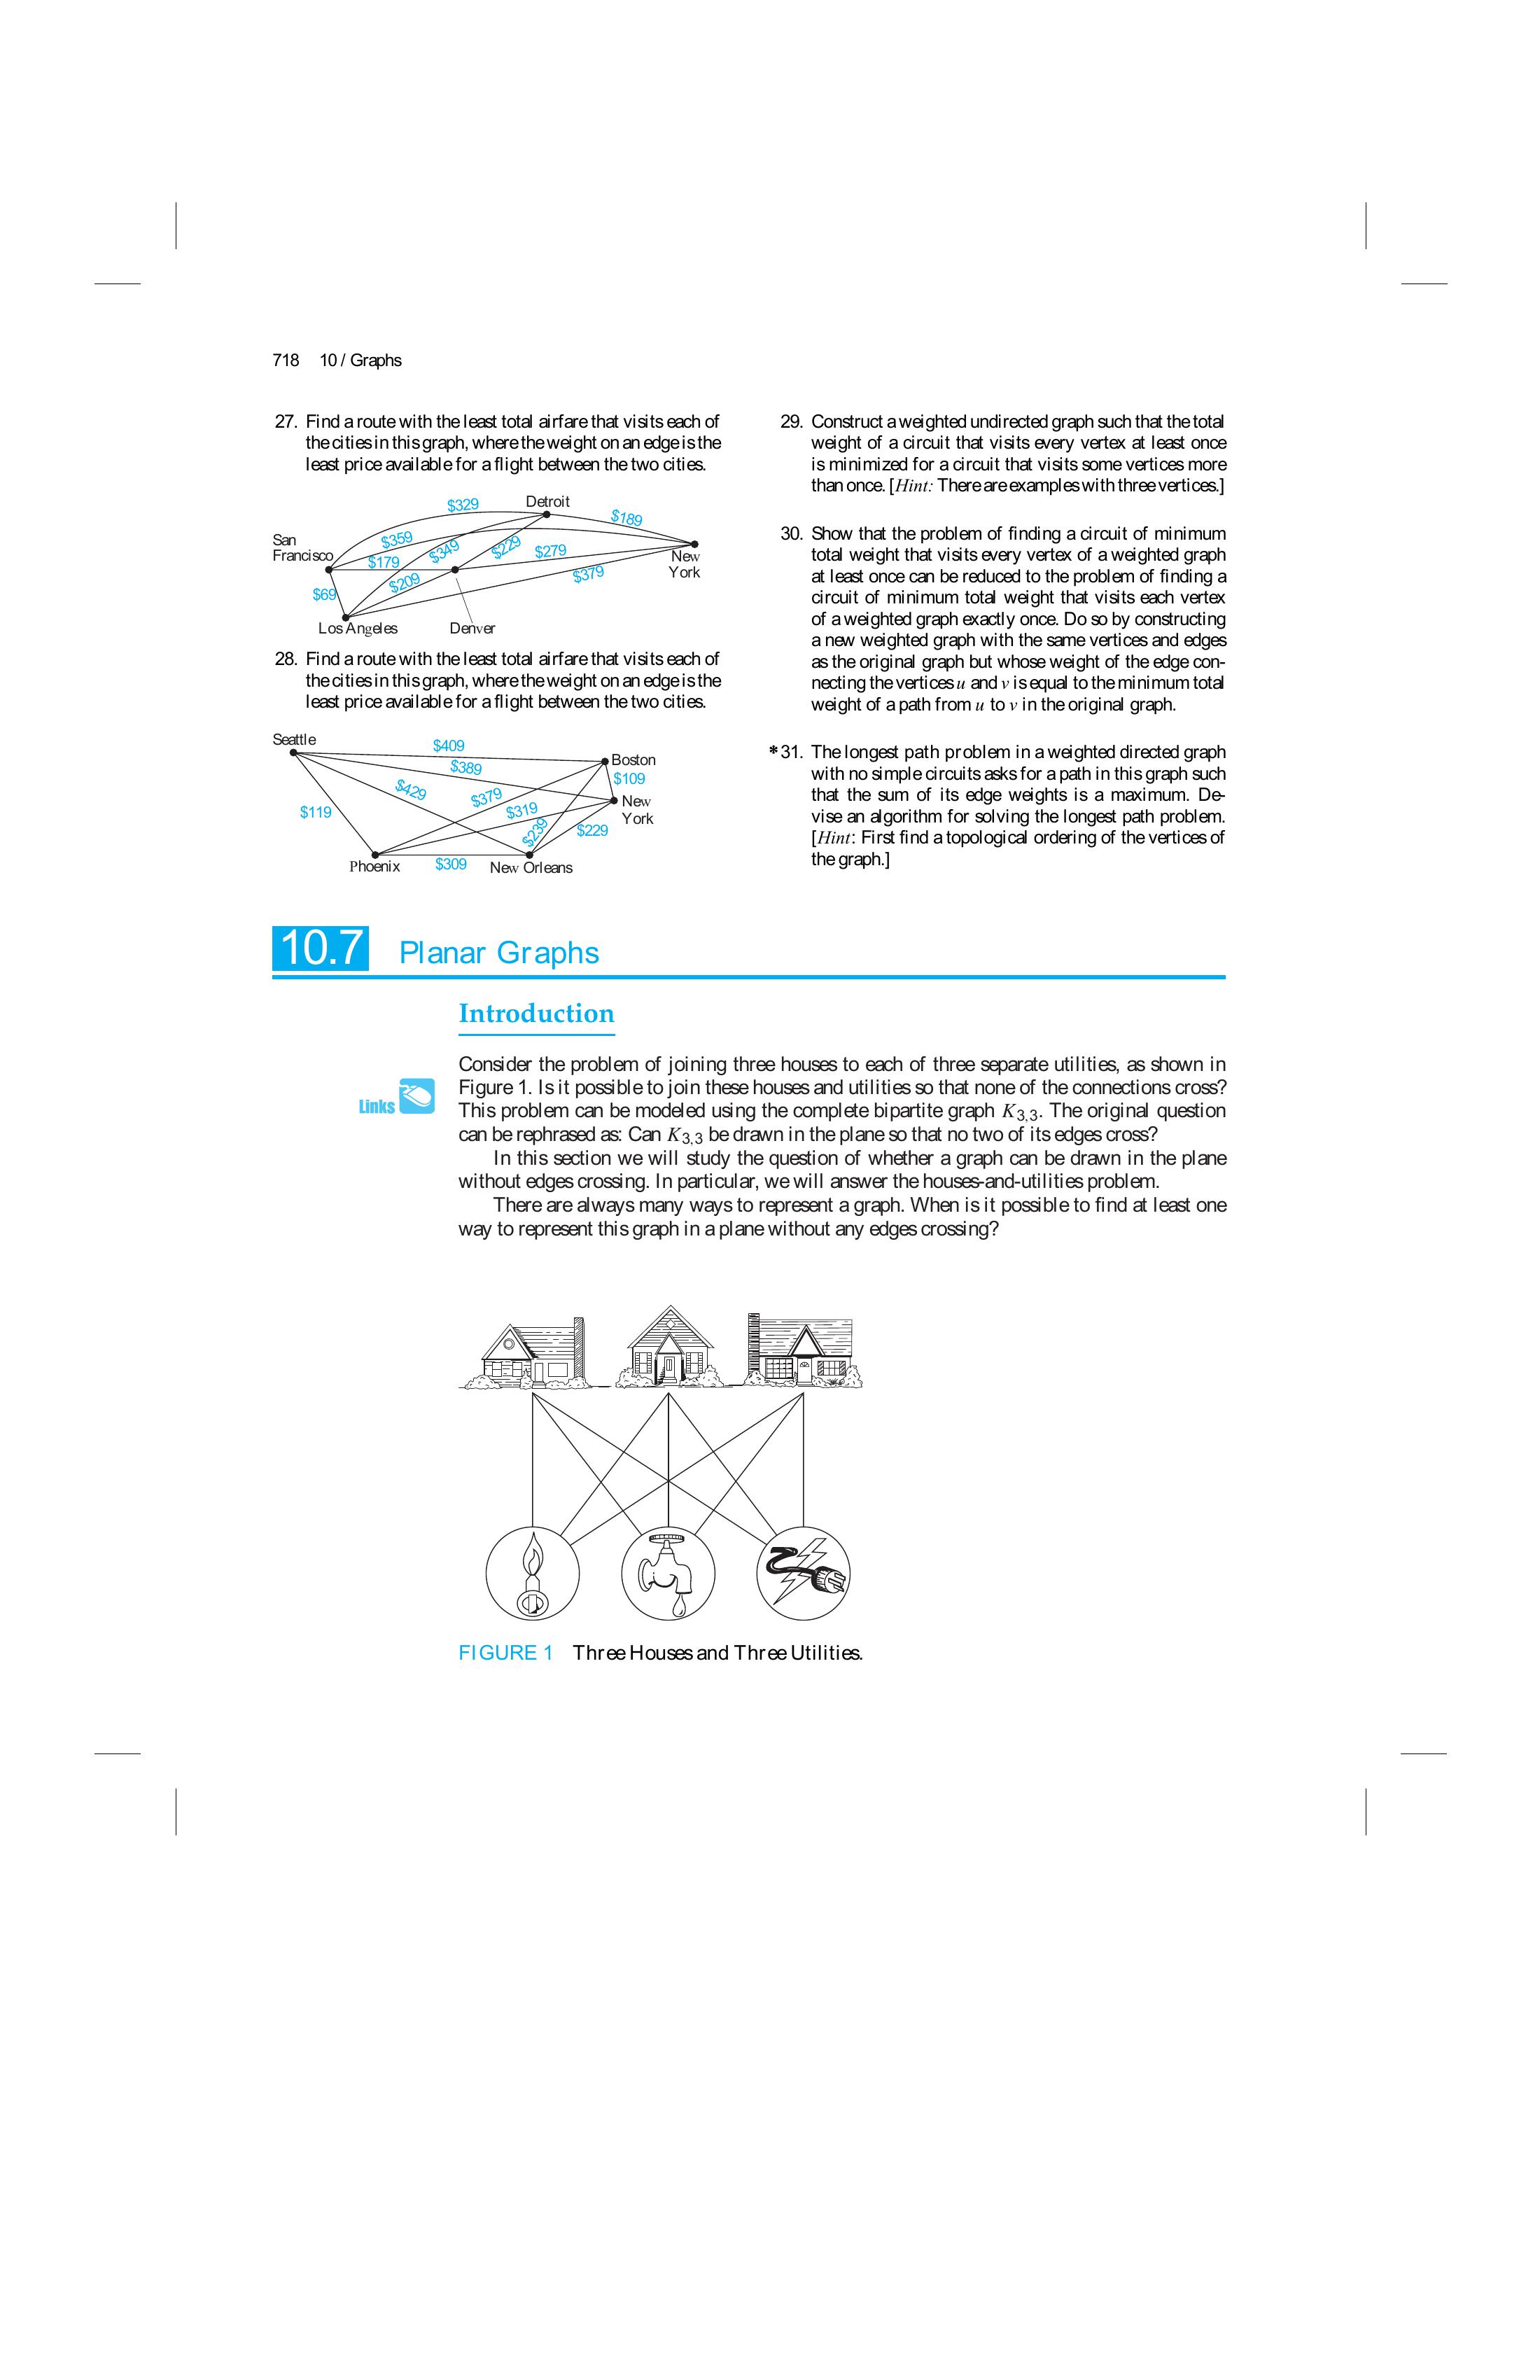 718 10 / Graphs
27. Find a route with the least total airfare that visits each of
the cities in this graph, where the weight on an edge is the
least price available for a flight between the two cities.
$329
Detroit
$189
San
Francisco
$359
$349
$229
$279
New
York
$179
$209
$379
$69
Los Angeles
Denver
28. Find a route with the least total airfare that visits each of
the cities in this graph, where the weight on an edge is the
least price available for a flight between the two cities.
Seattle
$409
Boston
$389
$109
$429
$379
New
York
$119
$319
$239
$229
Phoenix
$309
New Orleans
29. Construct a weighted undirected graph such that the total
weight of a circuit that visits every vertex at least once
is minimized for a circuit that visits some vertices more
than once. [Hint: There are examples with three vertices.]
30. Show that the problem of finding a circuit of minimum
total weight that visits every vertex of a weighted graph
at least once can be reduced to the problem of finding a
circuit of minimum total weight that visits each vertex
of a weighted graph exactly once. Do so by constructing
a new weighted graph with the same vertices and edges
as the original graph but whose weight of the edge con-
necting the vertices u and v is equal to the minimum total
weight of a path from u to v in the original graph.
*31. The longest path problem in a weighted directed graph
with no simple circuits asks for a path in this graph such
that the sum of its edge weights is a maximum. De-
vise an algorithm for solving the longest path problem.
[Hint: First find a topological ordering of the vertices of
the graph.]
10.7 Planar Graphs
Introduction
Links
Consider the problem of joining three houses to each of three separate utilities, as shown in
Figure 1. Is it possible to join these houses and utilities so that none of the connections cross?
This problem can be modeled using the complete bipartite graph K3,3. The original question
can be rephrased as: Can K3,3 be drawn in the plane so that no two of its edges cross?
In this section we will study the question of whether a graph can be drawn in the plane
without edges crossing. In particular, we will answer the houses-and-utilities problem.
There are always many ways to represent a graph. When is it possible to find at least one
way to represent this graph in a plane without any edges crossing?
FIGURE 1 Three Houses and Three Utilities.